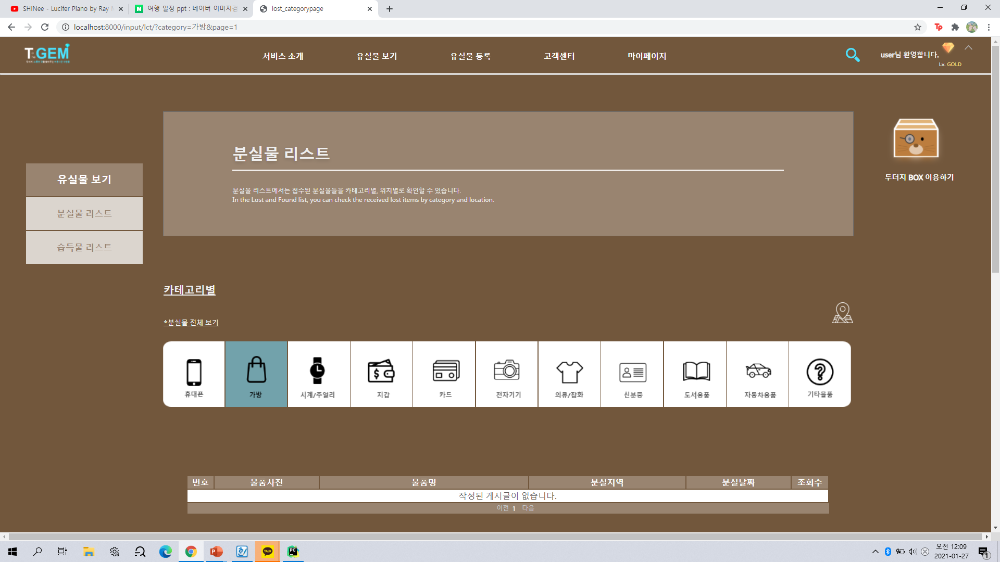 SHINee - Lucifer Piano by Ray
여행 일정 ppt : 네이버 이미지검
lost_categorypage
localhost:8000/input/lct/?category=가방&page=1
T GEM
서비스 소개
유실물 보기
유실물 등록
고객센터
마이페이지
user님 환영합니다.
Lv. GOLD
분실물 리스트
분실물 리스트에서는 접수된 분실물들을 카테고리별, 위치별로 확인할 수 있습니다.
In the Lost and Found list, you can check the received lost items by category and location.
두더지 BOX 이용하기
유실물 보기
분실물 리스트
습득물 리스트
카테고리별
*분실물 전체 보기
휴대폰
가방
시계/주얼리
지갑
카드
전자기기
의류/잡화
신분증
도서용품
자동차용품
기타물품
번호 물품사진 물품명 분실지역 분실날짜 조회수
작성된 게시글이 없습니다.
이전 1 다음
오전 12:09
2021-01-27